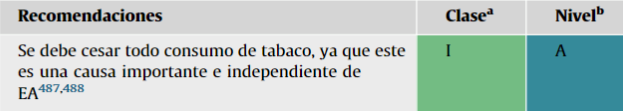 Recomendaciones Claseᵃ Nivelᵇ
Se debe cesar todo consumo de tabaco, ya que este I A
es una causa importante e independiente de
EA⁴⁸⁷,⁴⁸⁸